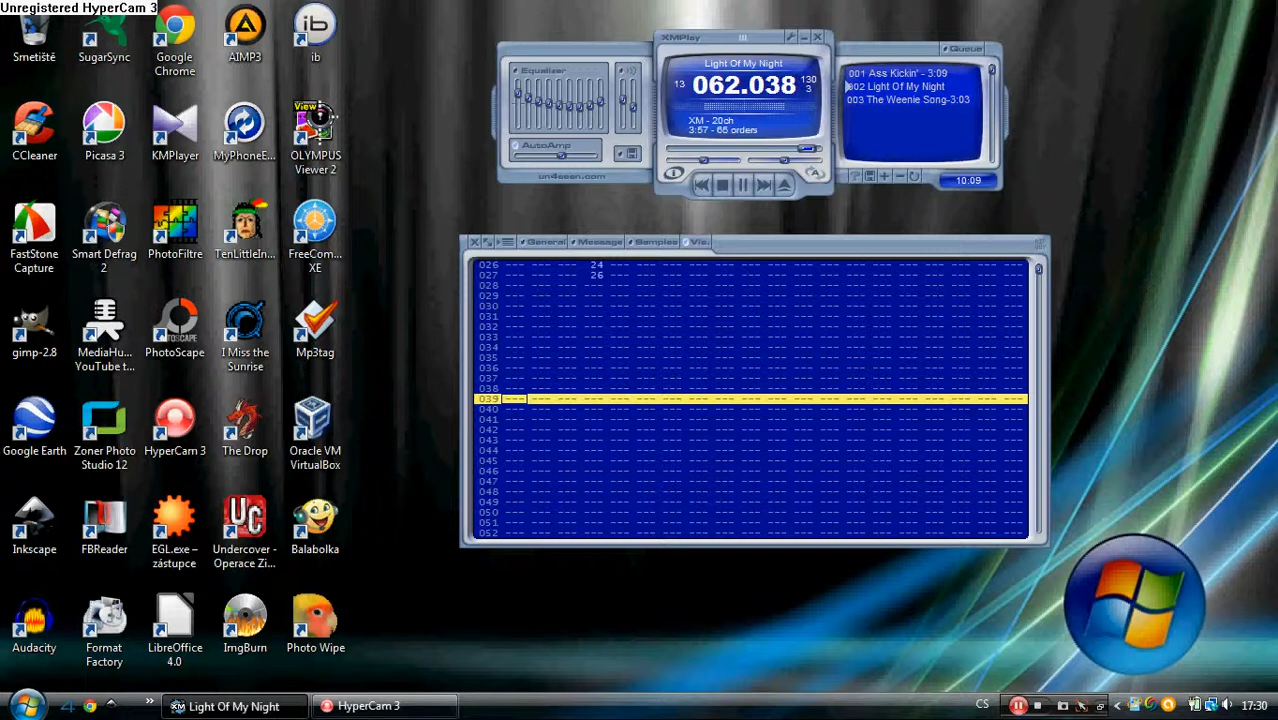 Unregistered HyperCam 3
Smetiště
SugarSync
Google
Chrome
AIMP3
ib
CCleaner
Picasa 3
KMPlayer
MyPhoneE...
View
OLYMPUS
Viewer 2
FastStone
Capture
Smart Defrag
2
PhotoFiltre
TenLittleIn...
FreeCom...
XE
gimp-2.8
MediaHu...
YouTube t...
PHOTOSCAPE
PhotoScape
I Miss the
Sunrise
Mp3tag
Google Earth
Zoner Photo
Studio 12
HyperCam 3
The Drop
Oracle VM
VirtualBox
Inkscape
FBReader
EGL.exe –
zástupce
UC
Undercover -
Operace Zi...
Balabolka
Audacity
Format
Factory
LibreOffice
4.0
ImgBurn
Photo Wipe
XMPlay
Equalizer
AutoAmp
un4seen.com
Light Of My Night
13 062.038 130
3
XM - 20ch
3:57 - 66 orders
Queue
001 Ass Kickin' - 3:09
002 Light Of My Night
003 The Weenie Song-3:03
10:09
General Message Samples Vis.
026 --- --- --- 24 --- --- --- --- --- --- --- --- --- --- --- --- --- --- --- ---
027 --- --- --- 26 --- --- --- --- --- --- --- --- --- --- --- --- --- --- --- ---
028 --- --- --- --- --- --- --- --- --- --- --- --- --- --- --- --- --- --- --- ---
029 --- --- --- --- --- --- --- --- --- --- --- --- --- --- --- --- --- --- --- ---
030 --- --- --- --- --- --- --- --- --- --- --- --- --- --- --- --- --- --- --- ---
031 --- --- --- --- --- --- --- --- --- --- --- --- --- --- --- --- --- --- --- ---
032 --- --- --- --- --- --- --- --- --- --- --- --- --- --- --- --- --- --- --- ---
033 --- --- --- --- --- --- --- --- --- --- --- --- --- --- --- --- --- --- --- ---
034 --- --- --- --- --- --- --- --- --- --- --- --- --- --- --- --- --- --- --- ---
035 --- --- --- --- --- --- --- --- --- --- --- --- --- --- --- --- --- --- --- ---
036 --- --- --- --- --- --- --- --- --- --- --- --- --- --- --- --- --- --- --- ---
037 --- --- --- --- --- --- --- --- --- --- --- --- --- --- --- --- --- --- --- ---
038 --- --- --- --- --- --- --- --- --- --- --- --- --- --- --- --- --- --- --- ---
039 --- --- --- --- --- --- --- --- --- --- --- --- --- --- --- --- --- --- --- ---
040 --- --- --- --- --- --- --- --- --- --- --- --- --- --- --- --- --- --- --- ---
041 --- --- --- --- --- --- --- --- --- --- --- --- --- --- --- --- --- --- --- ---
042 --- --- --- --- --- --- --- --- --- --- --- --- --- --- --- --- --- --- --- ---
043 --- --- --- --- --- --- --- --- --- --- --- --- --- --- --- --- --- --- --- ---
044 --- --- --- --- --- --- --- --- --- --- --- --- --- --- --- --- --- --- --- ---
045 --- --- --- --- --- --- --- --- --- --- --- --- --- --- --- --- --- --- --- ---
046 --- --- --- --- --- --- --- --- --- --- --- --- --- --- --- --- --- --- --- ---
047 --- --- --- --- --- --- --- --- --- --- --- --- --- --- --- --- --- --- --- ---
048 --- --- --- --- --- --- --- --- --- --- --- --- --- --- --- --- --- --- --- ---
049 --- --- --- --- --- --- --- --- --- --- --- --- --- --- --- --- --- --- --- ---
050 --- --- --- --- --- --- --- --- --- --- --- --- --- --- --- --- --- --- --- ---
051 --- --- --- --- --- --- --- --- --- --- --- --- --- --- --- --- --- --- --- ---
052 --- --- --- --- --- --- --- --- --- --- --- --- --- --- --- --- --- --- --- ---
Light Of My Night
HyperCam 3
CS
17:30